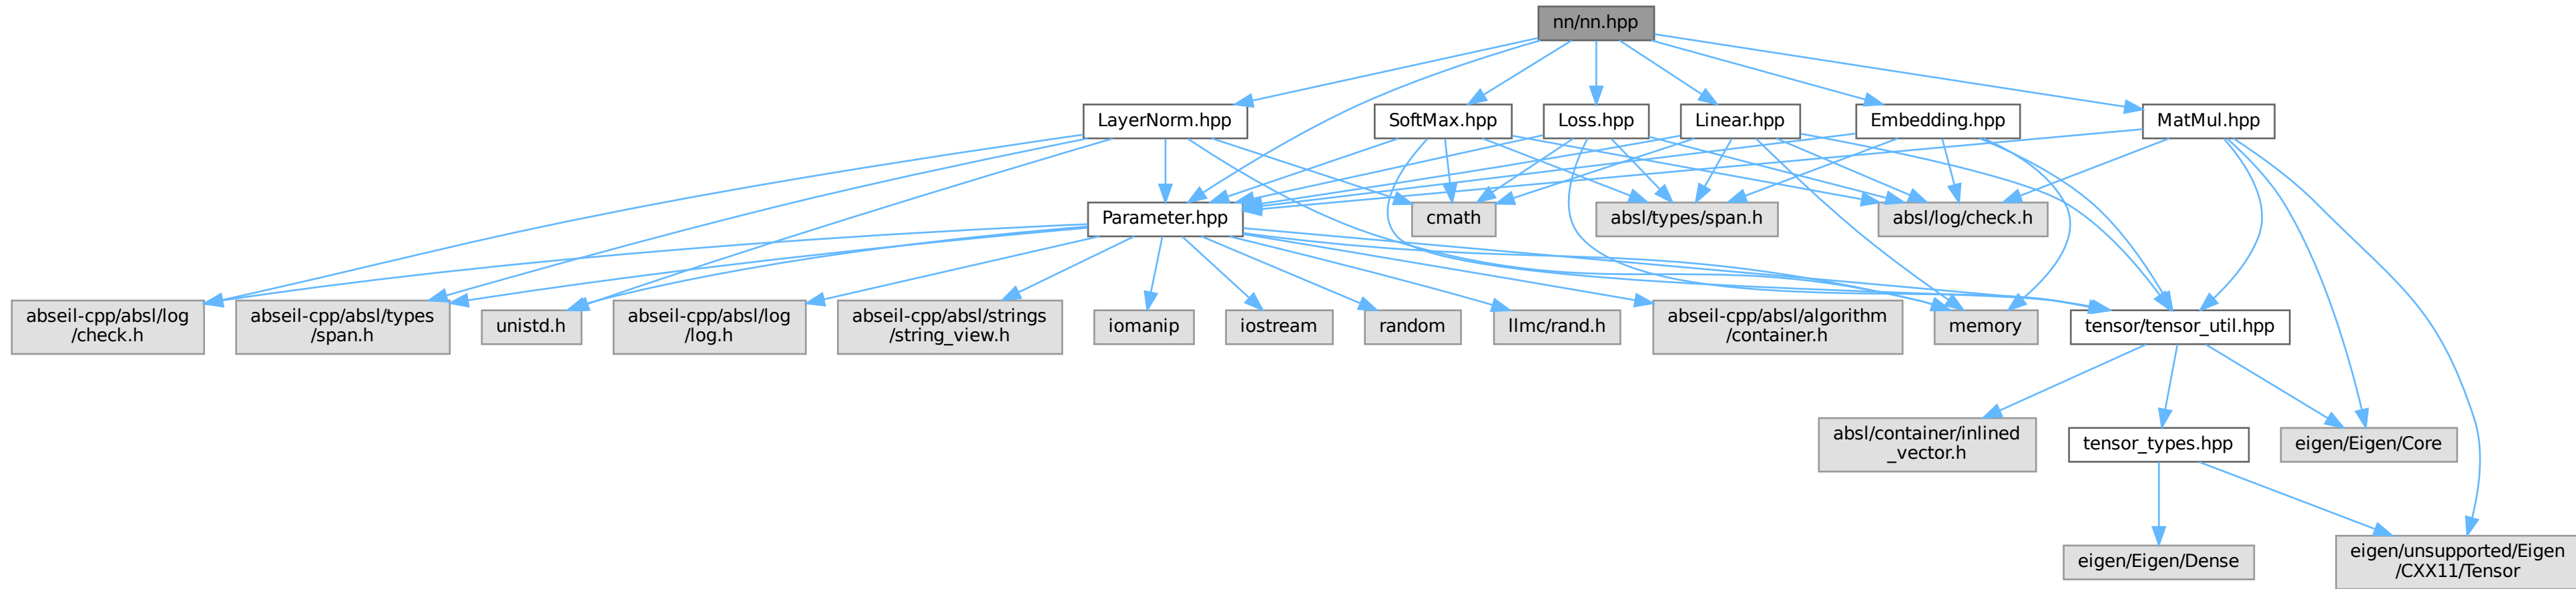 nn/nn.hpp
LayerNorm.hpp
SoftMax.hpp
Loss.hpp
Linear.hpp
Embedding.hpp
MatMul.hpp
Parameter.hpp
cmath
absl/types/span.h
absl/log/check.h
abseil-cpp/absl/log
/check.h
abseil-cpp/absl/types
/span.h
unistd.h
abseil-cpp/absl/log
/log.h
abseil-cpp/absl/strings
/string_view.h
iomanip
iostream
random
llmc/rand.h
abseil-cpp/absl/algorithm
/container.h
memory
tensor/tensor_util.hpp
absl/container/inlined
_vector.h
tensor_types.hpp
eigen/Eigen/Core
eigen/Eigen/Dense
eigen/unsupported/Eigen
/CXX11/Tensor